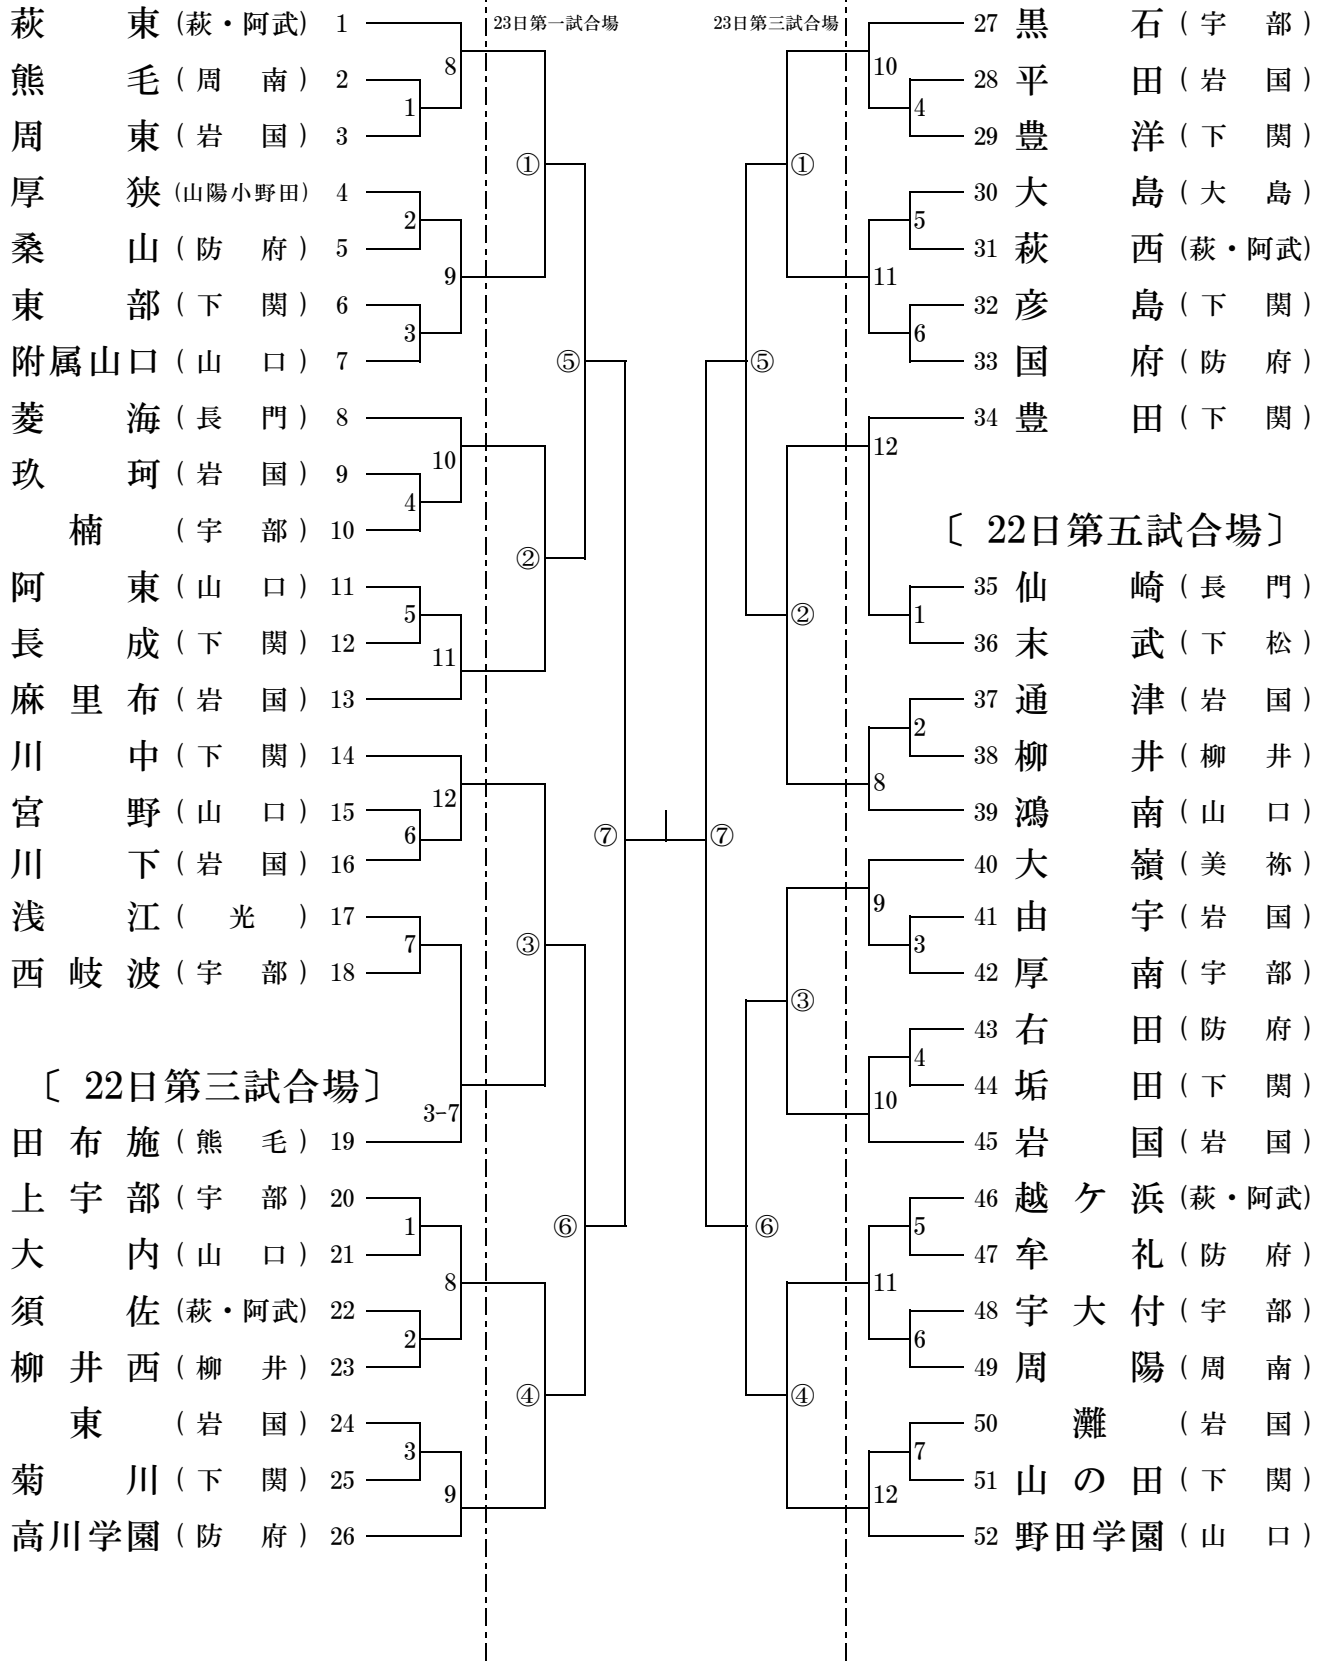 23日第一試合場 23日第三試合場
萩東 (萩・阿武) 1
熊毛 (周南) 2
周東 (岩国) 3
厚狭 (山陽小野田) 4
桑山 (防府) 5
東部 (下関) 6
附属山口 (山口) 7
菱海 (長門) 8
玖珂 (岩国) 9
楠 (宇部) 10
阿東 (山口) 11
長成 (下関) 12
麻里布 (岩国) 13
川中 (下関) 14
宮野 (山口) 15
川下 (岩国) 16
浅江 (光) 17
西岐波 (宇部) 18
〔 22日第三試合場〕
田布施 (熊毛) 19
上宇部 (宇部) 20
大内 (山口) 21
須佐 (萩・阿武) 22
柳井西 (柳井) 23
東 (岩国) 24
菊川 (下関) 25
高川学園 (防府) 26
8
1
2
9
3
10
4
5
11
12
6
7
3-7
1
8
2
3
9
①
②
③
④
⑤
⑥
⑦
⑦
⑤
⑥
①
②
③
④
10
4
5
11
6
12
1
2
8
9
3
4
10
5
11
6
7
12
27 黒石 (宇部)
28 平田 (岩国)
29 豊洋 (下関)
30 大島 (大島)
31 萩西 (萩・阿武)
32 彦島 (下関)
33 国府 (防府)
34 豊田 (下関)
〔 22日第五試合場〕
35 仙崎 (長門)
36 末武 (下松)
37 通津 (岩国)
38 柳井 (柳井)
39 鴻南 (山口)
40 大嶺 (美祢)
41 由宇 (岩国)
42 厚南 (宇部)
43 右田 (防府)
44 垢田 (下関)
45 岩国 (岩国)
46 越ケ浜 (萩・阿武)
47 牟礼 (防府)
48 宇大付 (宇部)
49 周陽 (周南)
50 灘 (岩国)
51 山の田 (下関)
52 野田学園 (山口)